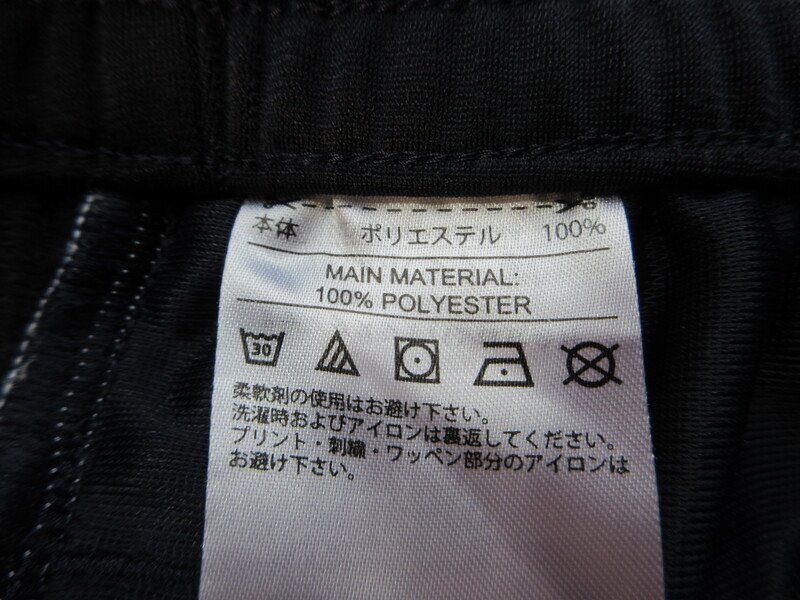 本体 ポリエステル 100%
MAIN MATERIAL:
100% POLYESTER
30
柔軟剤の使用はお避け下さい。
洗濯時およびアイロンは裏返してください。
プリント・刺繍・ワッペン部分のアイロンは
お避け下さい。